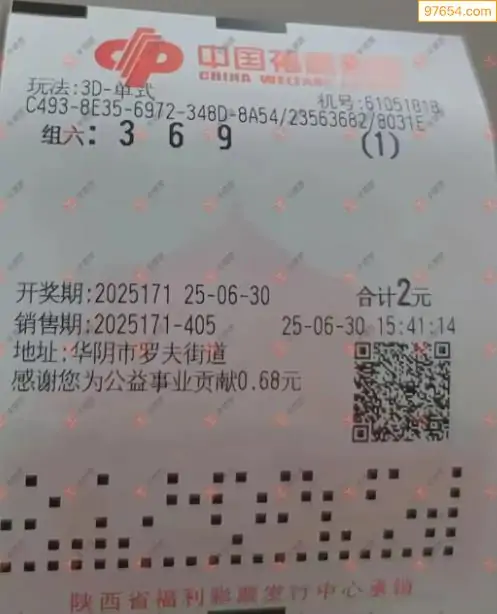 97654.com
中国福利彩票
CHINA WELFARE
玩法:3D-单式
机号:61051818
C493-8E35-6972-348D-8A54/23563682/8031E
组六: 3 6 9 (1)
开奖期:2025171 25-06-30 合计2元
销售期:2025171-405 25-06-30 15:41:14
地址:华阴市罗夫街道
感谢您为公益事业贡献0.68元
陕西省福利彩票发行中心承销